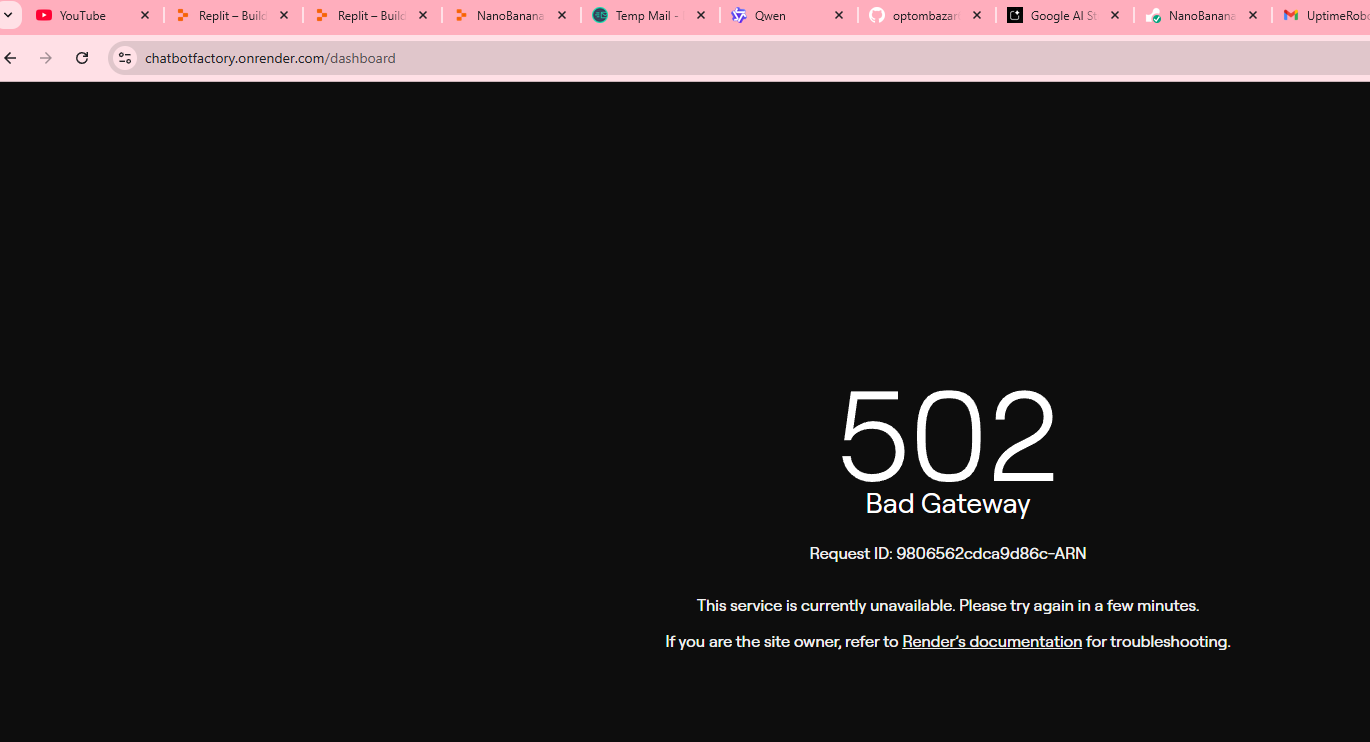 YouTube
Replit – Build
Replit – Build
NanoBanana
Temp Mail -
Qwen
optombazar
Google AI St
NanoBanana
UptimeRobo
chatbotfactory.onrender.com/dashboard
502
Bad Gateway
Request ID: 9806562cdca9d86c-ARN
This service is currently unavailable. Please try again in a few minutes.
If you are the site owner, refer to Render's documentation for troubleshooting.